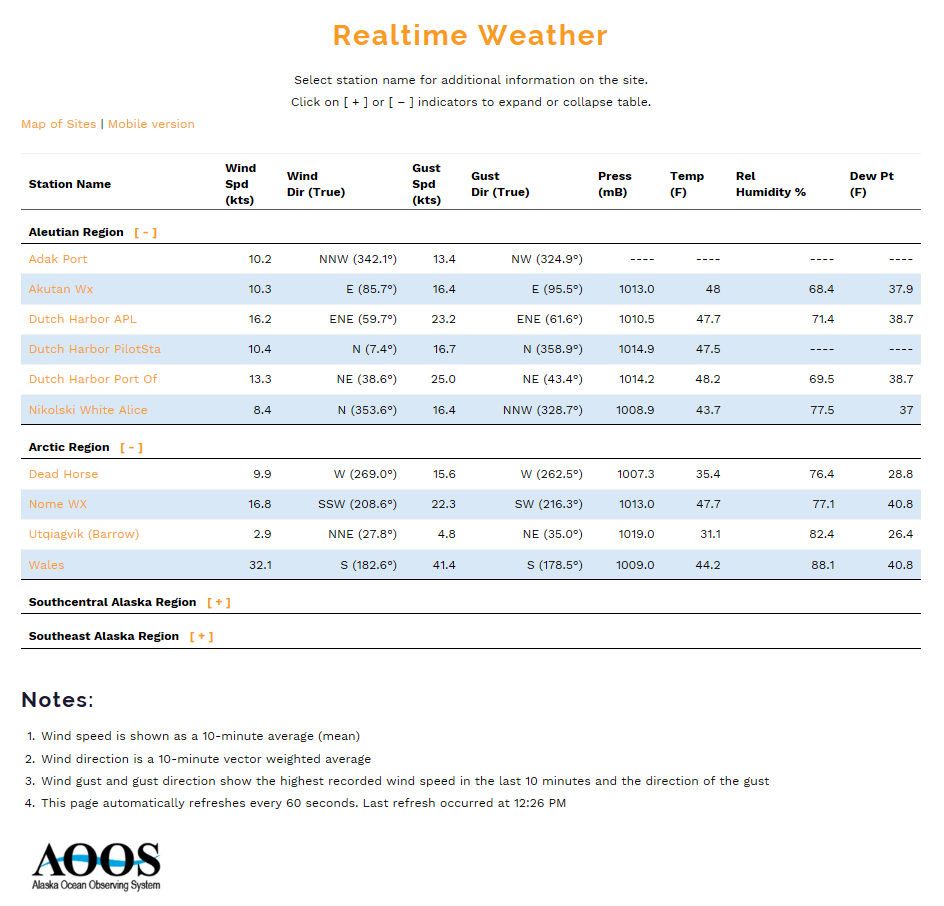 Realtime Weather
Select station name for additional information on the site.
Click on [ + ] or [ − ] indicators to expand or collapse table.
Map of Sites | Mobile version
Station Name Wind Spd (kts) Wind Dir (True) Gust Spd (kts) Gust Dir (True) Press (mB) Temp (F) Rel Humidity % Dew Pt (F)
Aleutian Region [ - ]
Adak Port 10.2 NNW (342.1°) 13.4 NW (324.9°) ---- ---- ---- ----
Akutan Wx 10.3 E (85.7°) 16.4 E (95.5°) 1013.0 48 68.4 37.9
Dutch Harbor APL 16.2 ENE (59.7°) 23.2 ENE (61.6°) 1010.5 47.7 71.4 38.7
Dutch Harbor PilotSta 10.4 N (7.4°) 16.7 N (358.9°) 1014.9 47.5 ---- ----
Dutch Harbor Port Of 13.3 NE (38.6°) 25.0 NE (43.4°) 1014.2 48.2 69.5 38.7
Nikolski White Alice 8.4 N (353.6°) 16.4 NNW (328.7°) 1008.9 43.7 77.5 37
Arctic Region [ - ]
Dead Horse 9.9 W (269.0°) 15.6 W (262.5°) 1007.3 35.4 76.4 28.8
Nome WX 16.8 SSW (208.6°) 22.3 SW (216.3°) 1013.0 47.7 77.1 40.8
Utqiagvik (Barrow) 2.9 NNE (27.8°) 4.8 NE (35.0°) 1019.0 31.1 82.4 26.4
Wales 32.1 S (182.6°) 41.4 S (178.5°) 1009.0 44.2 88.1 40.8
Southcentral Alaska Region [ + ]
Southeast Alaska Region [ + ]
Notes:
1. Wind speed is shown as a 10-minute average (mean)
2. Wind direction is a 10-minute vector weighted average
3. Wind gust and gust direction show the highest recorded wind speed in the last 10 minutes and the direction of the gust
4. This page automatically refreshes every 60 seconds. Last refresh occurred at 12:26 PM
AOOS
Alaska Ocean Observing System